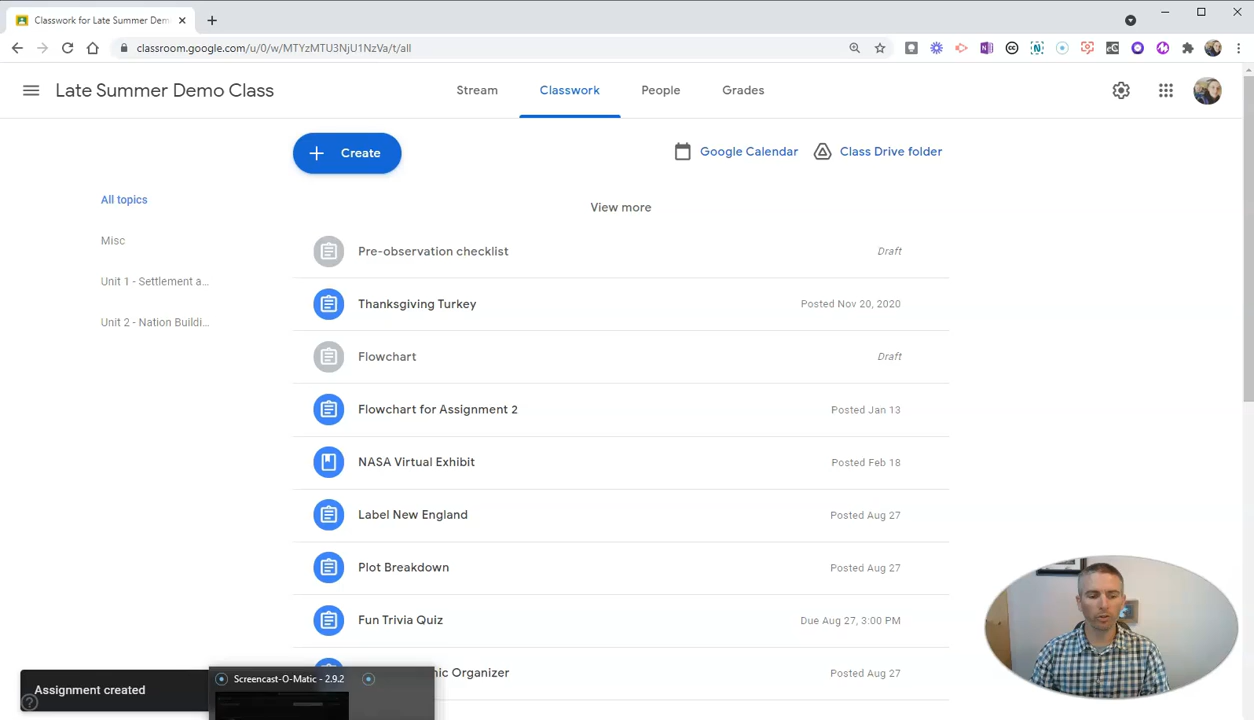 Classwork for Late Summer Dem
classroom.google.com/u/0/w/MTYzMTU3NjU1NzVa/t/all
Late Summer Demo Class
Stream
Classwork
People
Grades
Create
Google Calendar
Class Drive folder
All topics
Misc
Unit 1 - Settlement a...
Unit 2 - Nation Buildi...
View more
Pre-observation checklist
Draft
Thanksgiving Turkey
Posted Nov 20, 2020
Flowchart
Draft
Flowchart for Assignment 2
Posted Jan 13
NASA Virtual Exhibit
Posted Feb 18
Label New England
Posted Aug 27
Plot Breakdown
Posted Aug 27
Fun Trivia Quiz
Due Aug 27, 3:00 PM
nic Organizer
Posted Aug 27
Assignment created
Screencast-O-Matic - 2.9.2